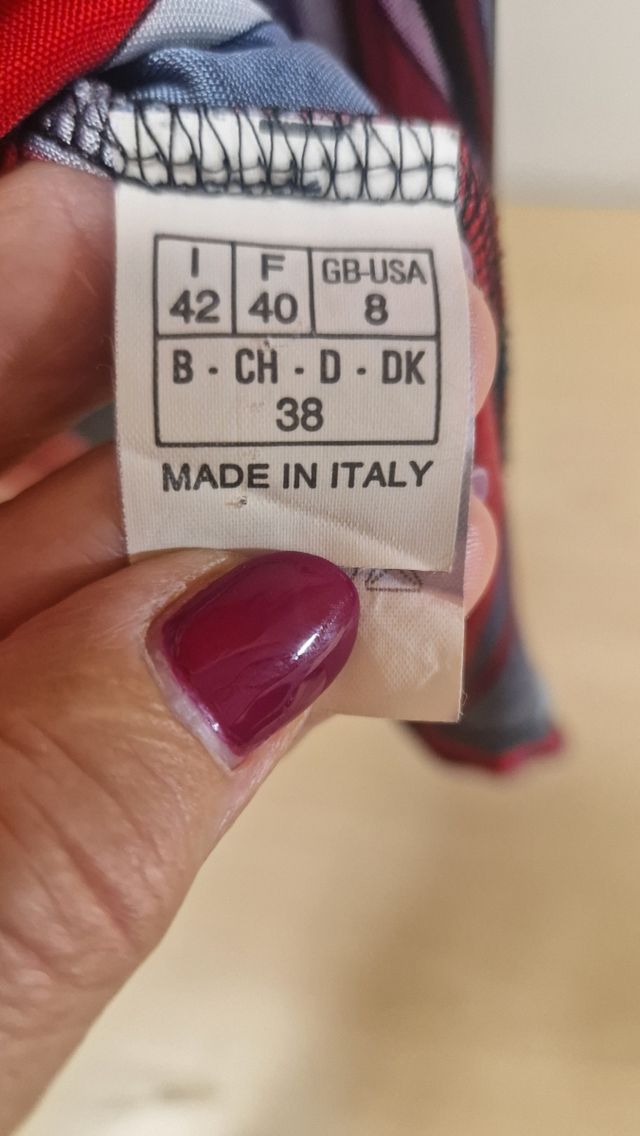 I F GB-USA
42 40 8
B - CH - D - DK
38
MADE IN ITALY